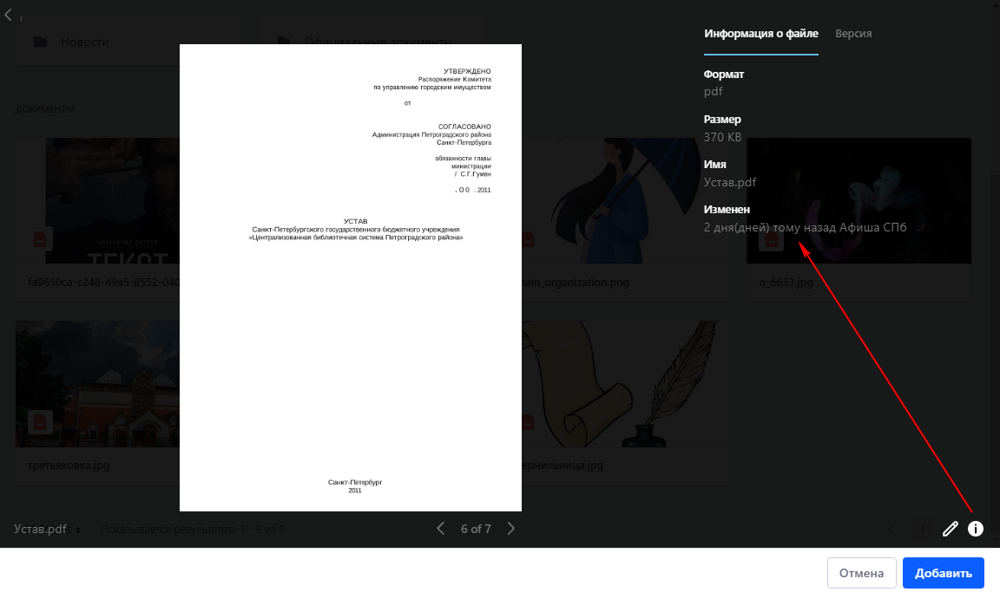 Новости
Официальные документы
Информация о файле
Версия
Формат
pdf
Размер
370 КВ
Имя
Устав.pdf
Изменен
2 дня(дней) тому назад Афиша СПб
ДОКУМЕНТЫ
УТВЕРЖДЕНО
Распоряжение Комитета
по управлению городским имуществом
от
СОГЛАСОВАНО
Администрация Петроградского района
Санкт-Петербурга
обязанности главы
министрации
/ С.Г.Гумен
. О О . 2011
УСТАВ
Санкт-Петербургского государственного бюджетного учреждения
«Централизованная библиотечная система Петроградского района»
Санкт-Петербург
2011
АЛЕКСАНДР ПЕТРОВ
ТЕКСТ
fa9630ca-c248-49a5-8552-040
main_organization.png
o_6633.jpg
третьяковка.jpg
ернильница.jpg
Устав.pdf
Показывается результатов: 1 - 9 из 9.
6 of 7
1
Отмена
Добавить